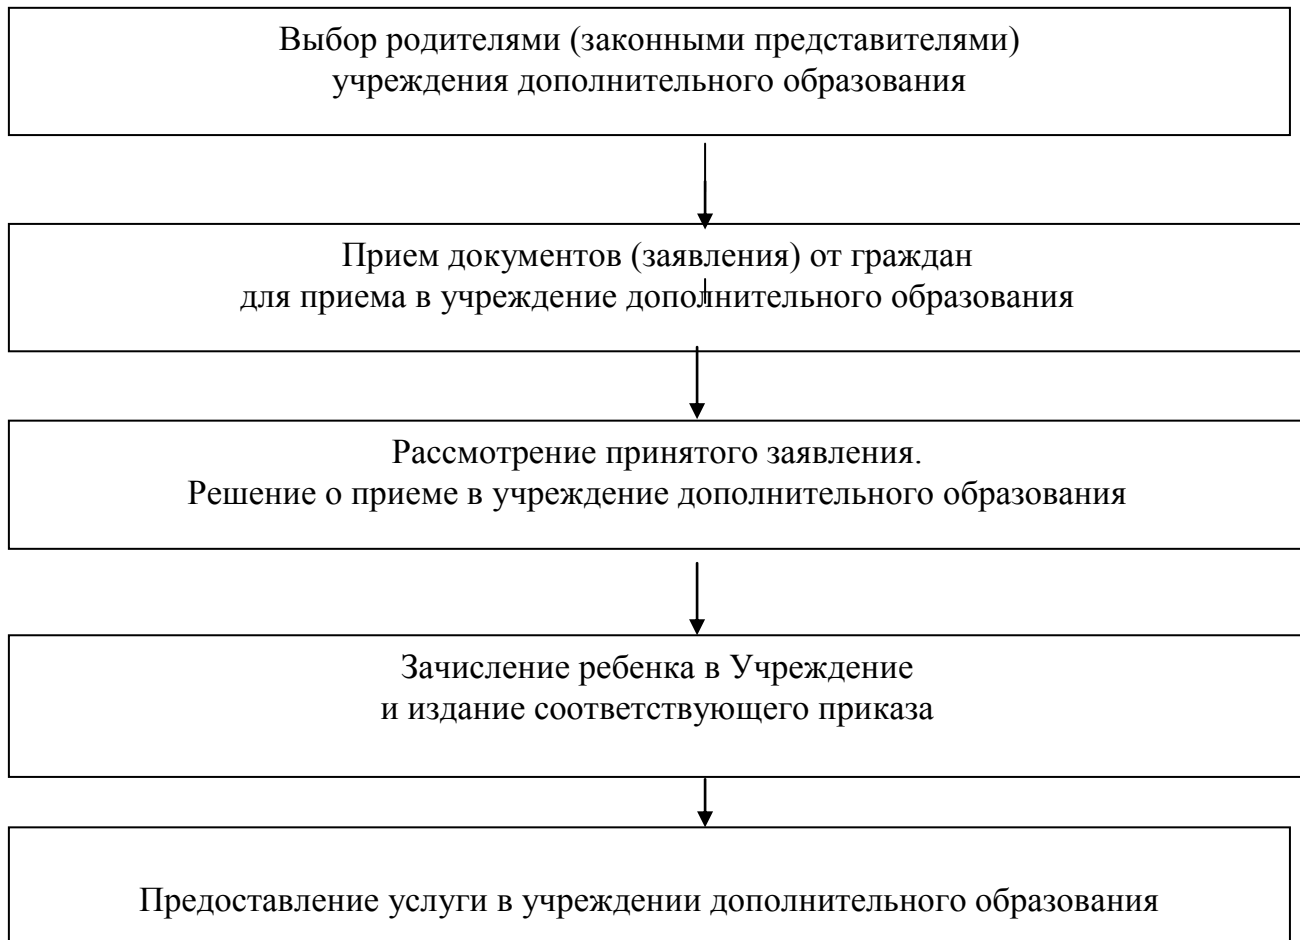 Выбор родителями (законными представителями)
учреждения дополнительного образования
Прием документов (заявления) от граждан
для приема в учреждение дополнительного образования
Рассмотрение принятого заявления.
Решение о приеме в учреждение дополнительного образования
Зачисление ребенка в Учреждение
и издание соответствующего приказа
Предоставление услуги в учреждении дополнительного образования